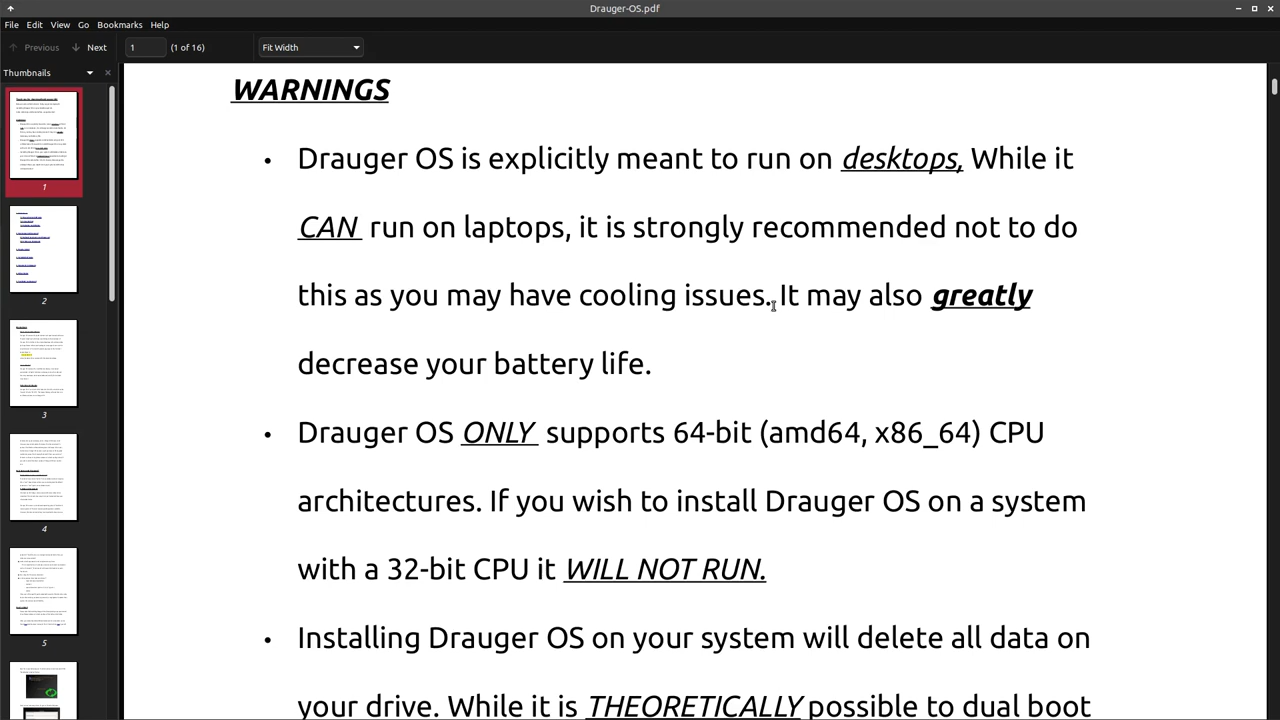 Drauger-OS.pdf
File Edit View Go Bookmarks Help
Previous Next 1 (1 of 16) Fit Width
Thumbnails
WARNINGS
• Drauger OS is explicitly meant to run on desktops, While it
CAN run on laptops, it is strongly recommended not to do
this as you may have cooling issues. It may also greatly
decrease your battery life.
• Drauger OS ONLY supports 64-bit (amd64, x86_64) CPU
architectures. If you wish to install Drauger OS on a system
with a 32-bit CPU it WILL NOT RUN.
• Installing Drauger OS on your system will delete all data on
your drive. While it is THEORETICALLY possible to dual boot
1
2
3
4
5